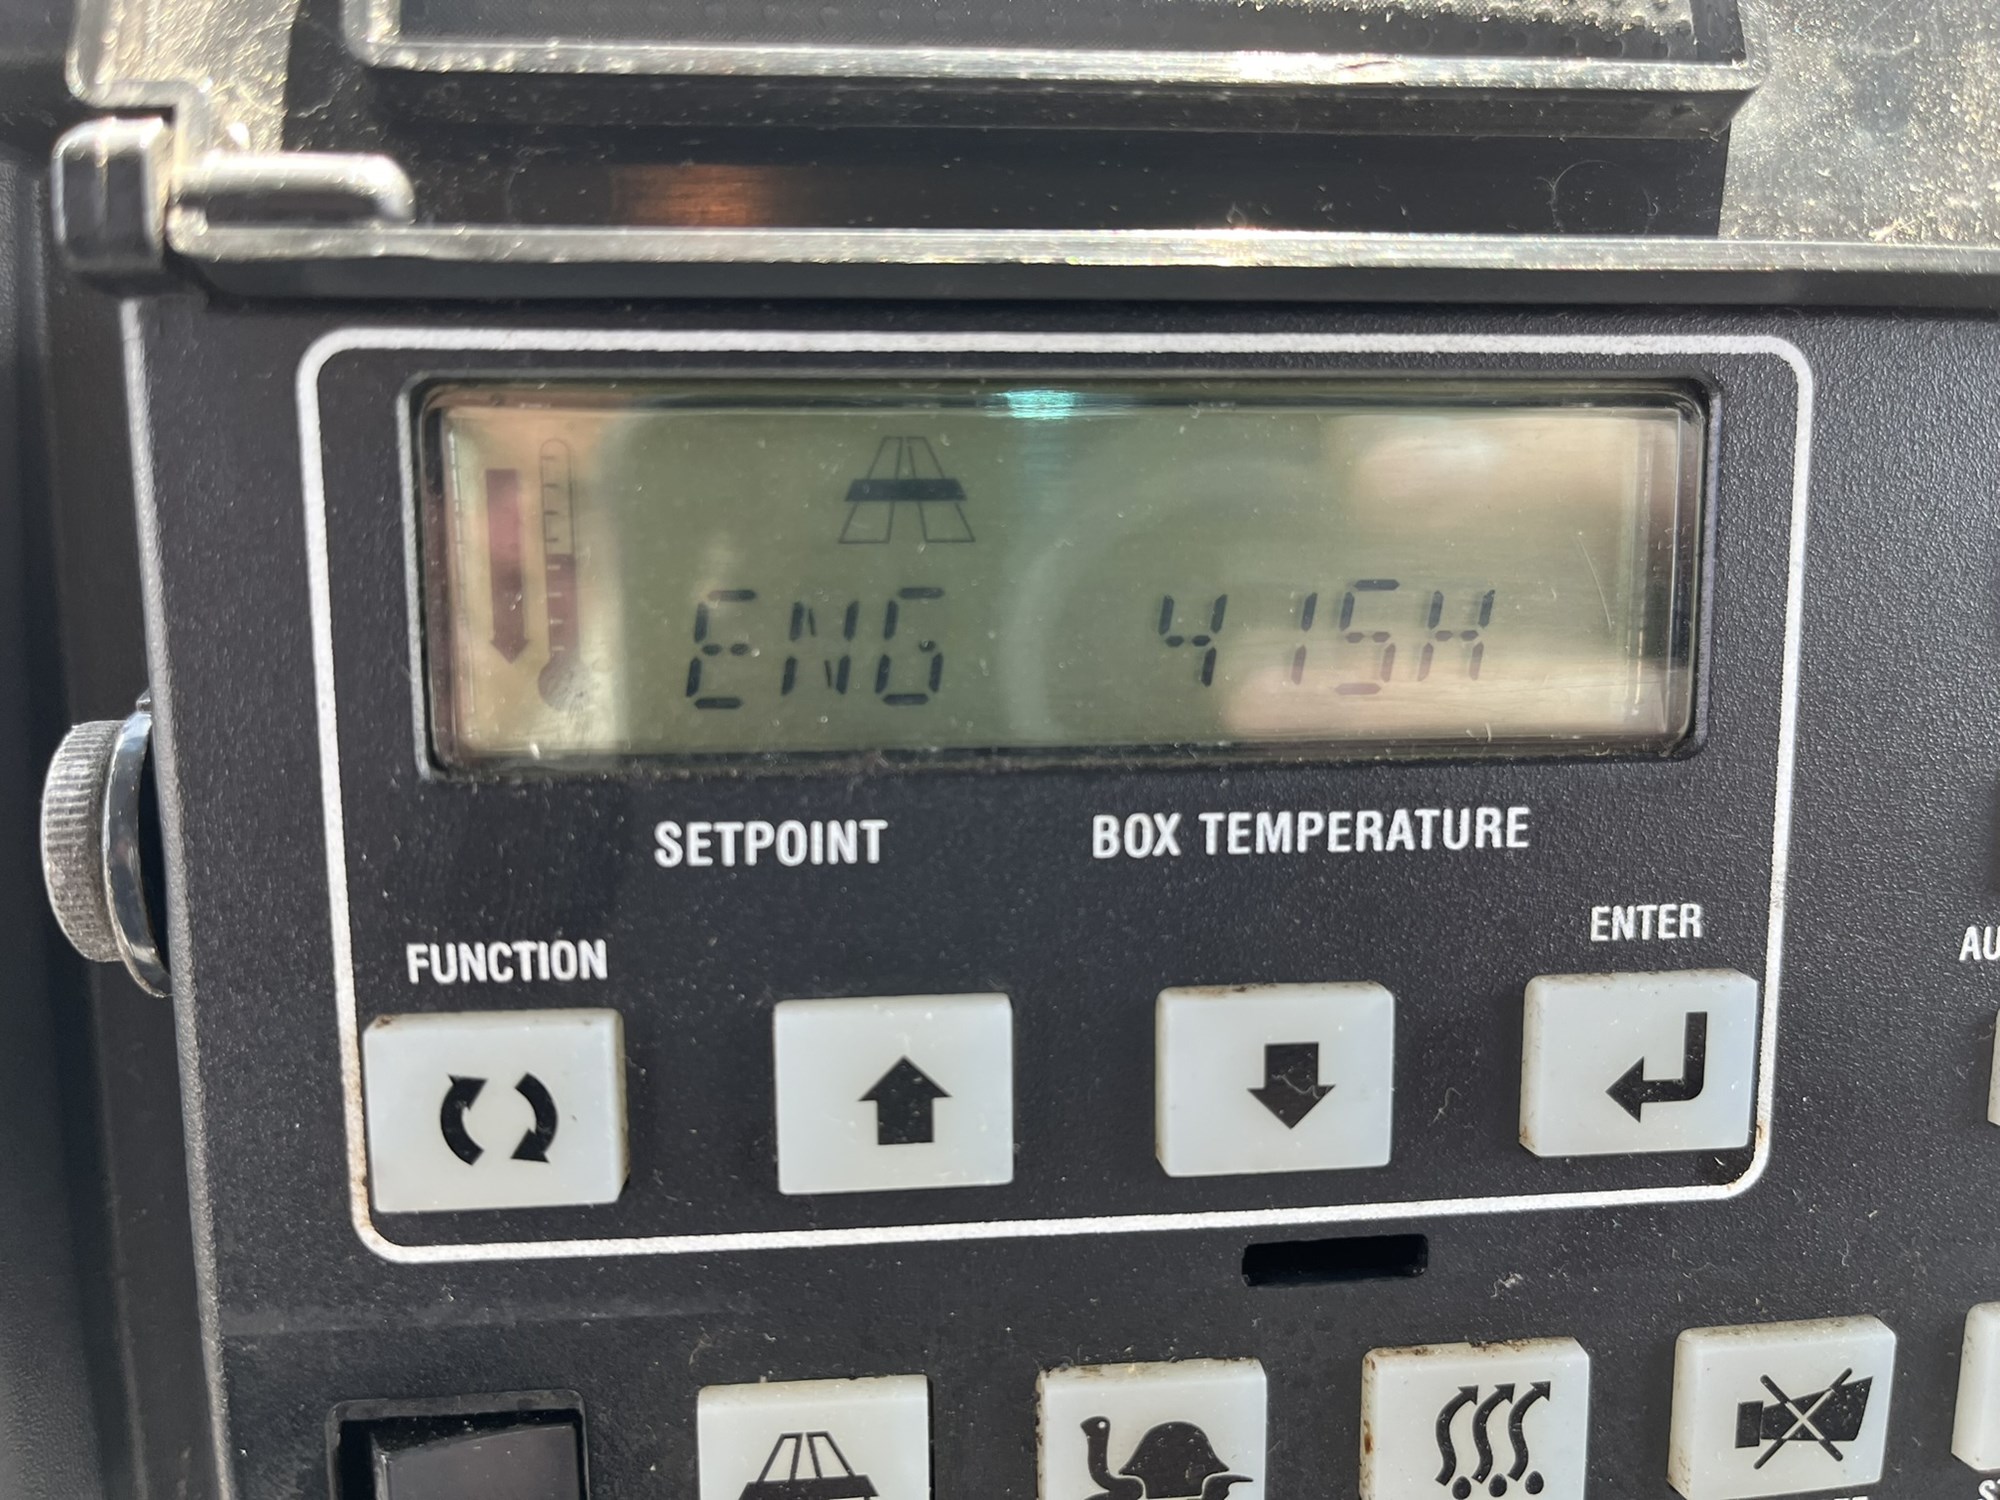 ENG 415H
SETPOINT BOX TEMPERATURE
FUNCTION
ENTER